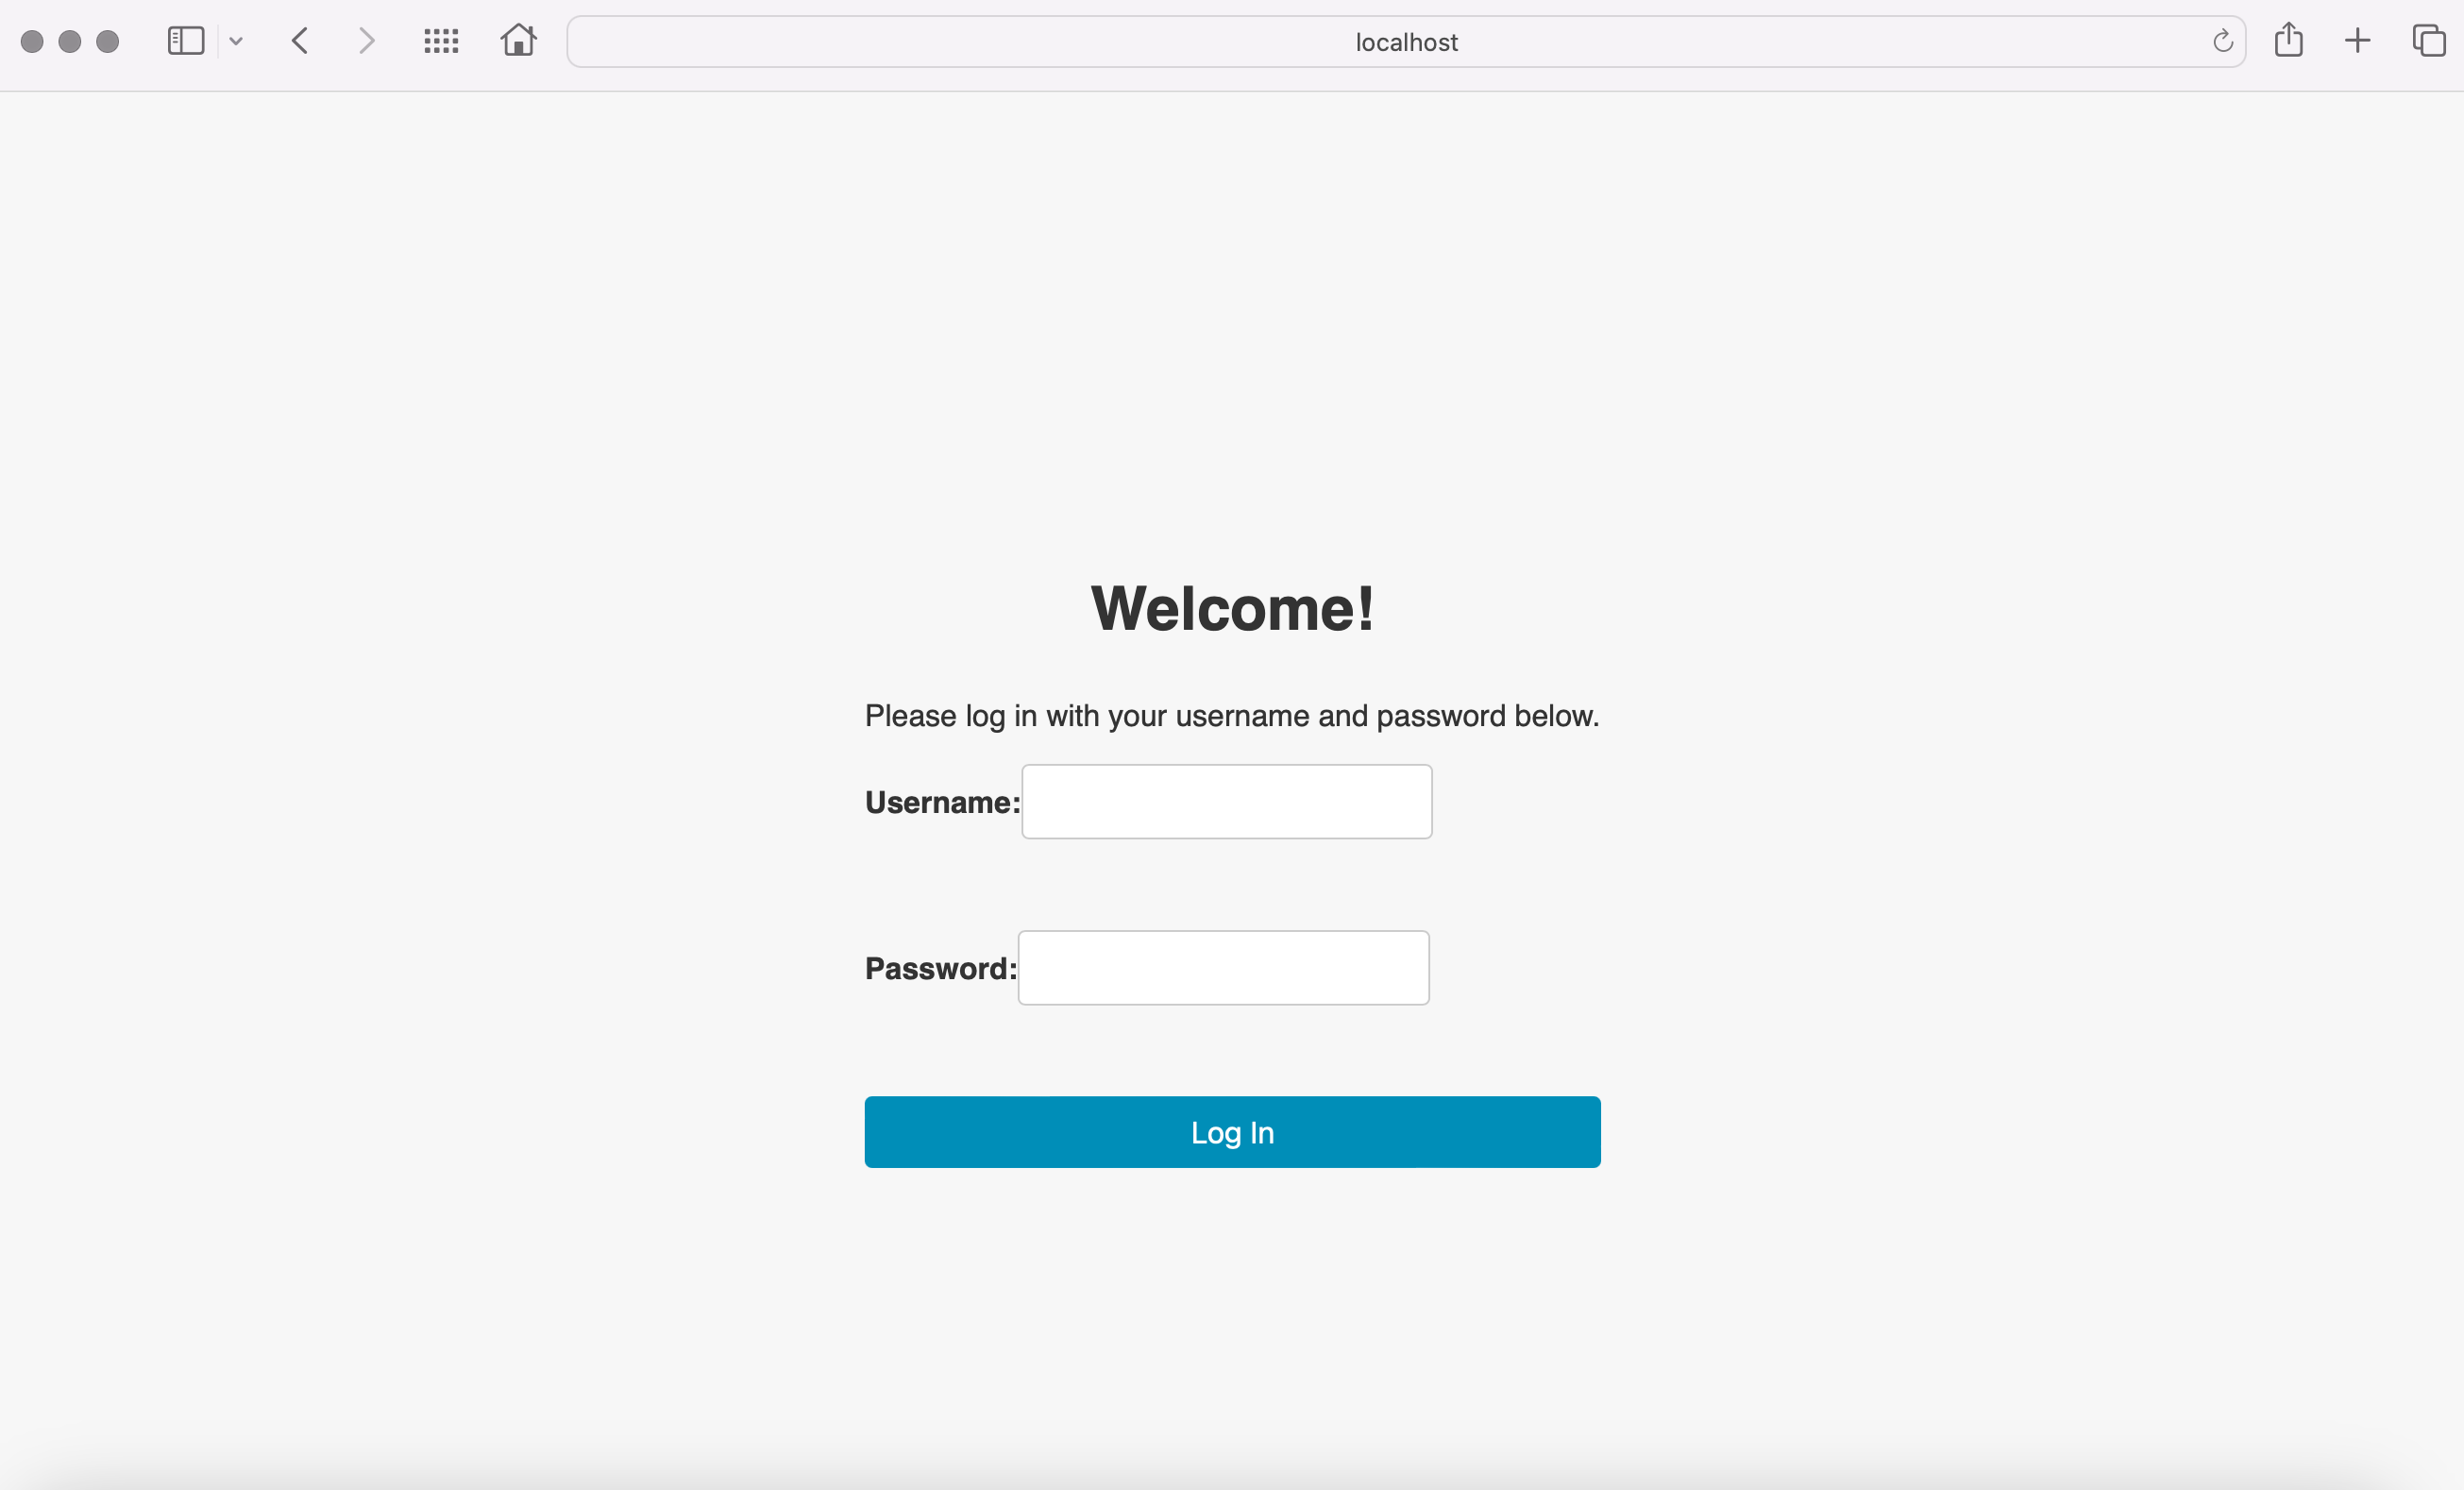 localhost
Welcome!
Please log in with your username and password below.
Username:
Password:
Log In